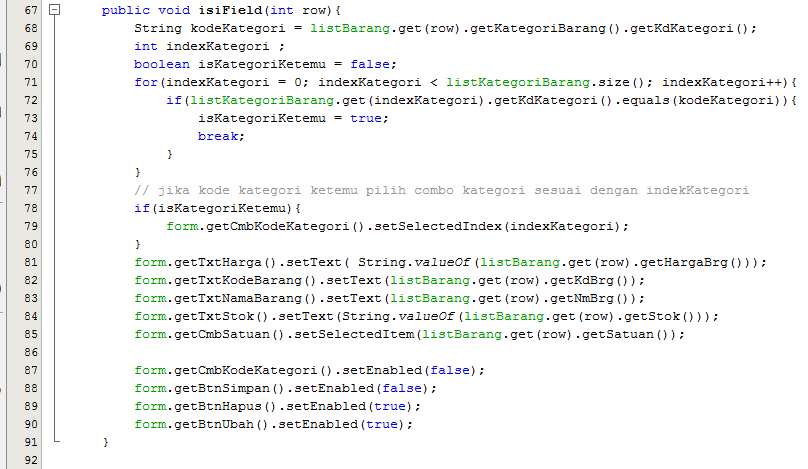 67 public void isiField(int row){
68 String kodeKategori = listBarang.get(row).getKategoriBarang().getKdKategori();
69 int indexKategori ;
70 boolean isKategoriKetemu = false;
71 for(indexKategori = 0; indexKategori < listKategoriBarang.size(); indexKategori++){
72 if(listKategoriBarang.get(indexKategori).getKdKategori().equals(kodeKategori)){
73 isKategoriKetemu = true;
74 break;
75 }
76 }
77 // jika kode kategori ketemu pilih combo kategori sesuai dengan indekKategori
78 if(isKategoriKetemu){
79 form.getCmbKodeKategori().setSelectedIndex(indexKategori);
80 }
81 form.getTxtHarga().setText( String.valueOf(listBarang.get(row).getHargaBrg()));
82 form.getTxtKodeBarang().setText(listBarang.get(row).getKdBrg());
83 form.getTxtNamaBarang().setText(listBarang.get(row).getNmBrg());
84 form.getTxtStok().setText(String.valueOf(listBarang.get(row).getStok()));
85 form.getCmbSatuan().setSelectedItem(listBarang.get(row).getSatuan());
86
87 form.getCmbKodeKategori().setEnabled(false);
88 form.getBtnSimpan().setEnabled(false);
89 form.getBtnHapus().setEnabled(true);
90 form.getBtnUbah().setEnabled(true);
91 }
92